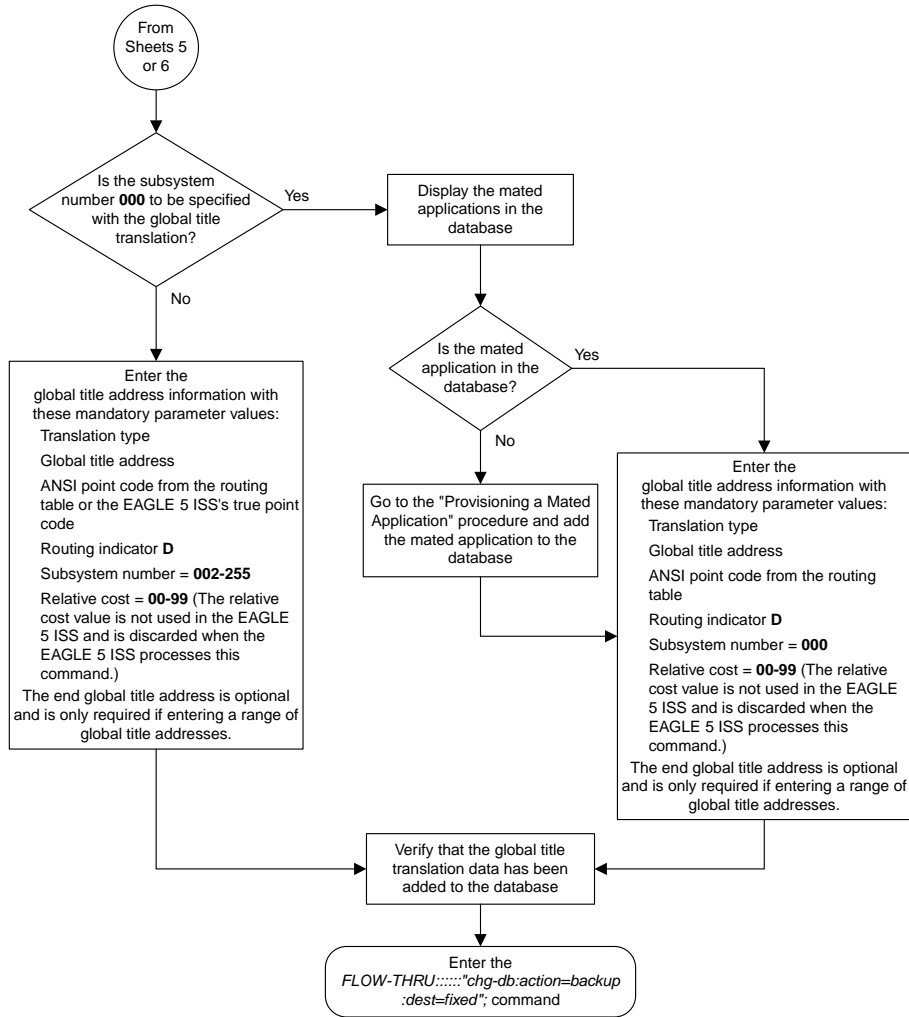 From
Sheets 5
or 6
Is the subsystem
number 000 to be specified
with the global title
translation?
Yes
No
Display the mated
applications in the
database
Is the mated
application in the
database?
Yes
No
Go to the "Provisioning a Mated
Application" procedure and add
the mated application to the
database
Enter the
global title address information with
these mandatory parameter values:
Translation type
Global title address
ANSI point code from the routing
table or the EAGLE 5 ISS's true point
code
Routing indicator D
Subsystem number = 002-255
Relative cost = 00-99 (The relative
cost value is not used in the EAGLE
5 ISS and is discarded when the
EAGLE 5 ISS processes this
command.)
The end global title address is optional
and is only required if entering a range of
global title addresses.
Enter the
global title address information with
these mandatory parameter values:
Translation type
Global title address
ANSI point code from the routing
table
Routing indicator D
Subsystem number = 000
Relative cost = 00-99 (The relative
cost value is not used in the EAGLE
5 ISS and is discarded when the
EAGLE 5 ISS processes this
command.)
The end global title address is optional
and is only required if entering a range of
global title addresses.
Verify that the global title
translation data has been
added to the database
Enter the
FLOW-THRU::::::"chg-db:action=backup
:dest=fixed"; command